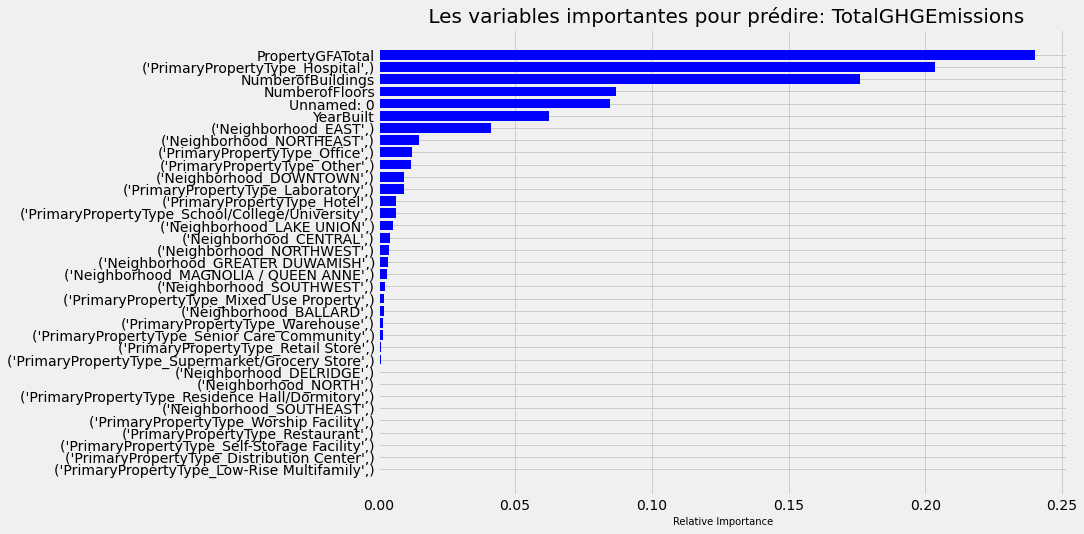 Les variables importantes pour prédire: TotalGHGEmissions
PropertyGFATotal
('PrimaryPropertyType_Hospital',)
NumberofBuildings
NumberofFloors
Unnamed: 0
YearBuilt
('Neighborhood_EAST',)
('Neighborhood_NORTHEAST',)
('PrimaryPropertyType_Office',)
('PrimaryPropertyType_Other',)
('Neighborhood_DOWNTOWN',)
('PrimaryPropertyType_Laboratory',)
('PrimaryPropertyType_Hotel',)
('PrimaryPropertyType_School/College/University',)
('Neighborhood_LAKE UNION',)
('Neighborhood_CENTRAL',)
('Neighborhood_NORTHWEST',)
('Neighborhood_GREATER DUWAMISH',)
('Neighborhood_MAGNOLIA / QUEEN ANNE',)
('Neighborhood_SOUTHWEST',)
('PrimaryPropertyType_Mixed Use Property',)
('Neighborhood_BALLARD',)
('PrimaryPropertyType_Warehouse',)
('PrimaryPropertyType_Senior Care Community',)
('PrimaryPropertyType_Retail Store',)
('PrimaryPropertyType_Supermarket/Grocery Store',)
('Neighborhood_DELRIDGE',)
('Neighborhood_NORTH',)
('PrimaryPropertyType_Residence Hall/Dormitory',)
('Neighborhood_SOUTHEAST',)
('PrimaryPropertyType_Worship Facility',)
('PrimaryPropertyType_Restaurant',)
('PrimaryPropertyType_Self-Storage Facility',)
('PrimaryPropertyType_Distribution Center',)
('PrimaryPropertyType_Low-Rise Multifamily',)
0.00 0.05 0.10 0.15 0.20 0.25
Relative Importance